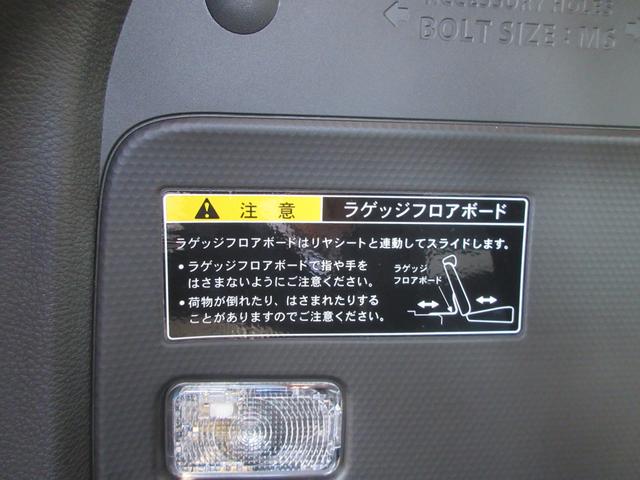 ACCESSORY HOLES
BOLT SIZE : M6
注 意
ラゲッジフロアボード
ラゲッジフロアボードはリヤシートと連動してスライドします。
・ラゲッジフロアボードで指や手を
はさまないようにご注意ください。
・荷物が倒れたり、はさまれたりする
ことがありますのでご注意ください。
ラゲッジ
フロアボード